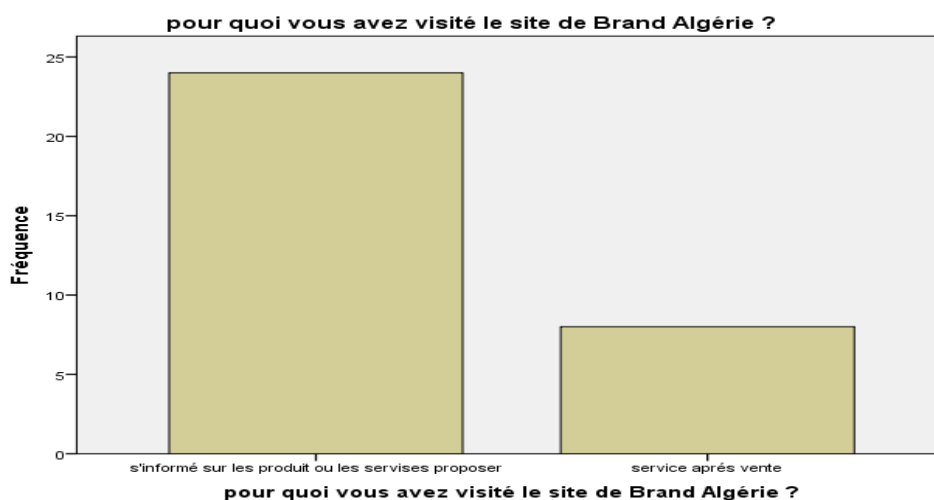 pour quoi vous avez visité le site de Brand Algérie ?
Fréquence
25
20
15
10
5
0
s'informé sur les produit ou les servises proposer
service aprés vente
pour quoi vous avez visité le site de Brand Algérie ?